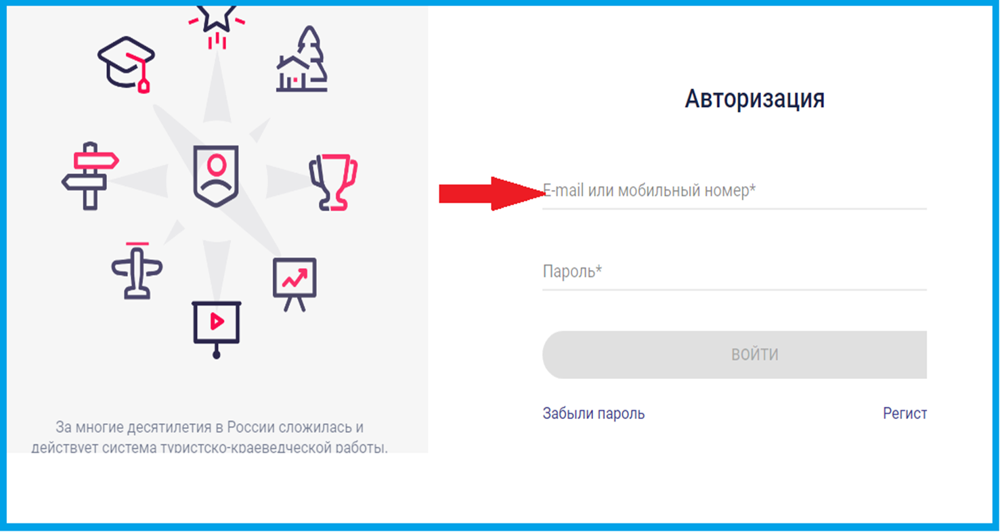 Авторизация
E-mail или мобильный номер*
Пароль*
ВОЙТИ
Забыли пароль
Регист
За многие десятилетия в России сложилась и
действует система туристско-краеведческой работы.